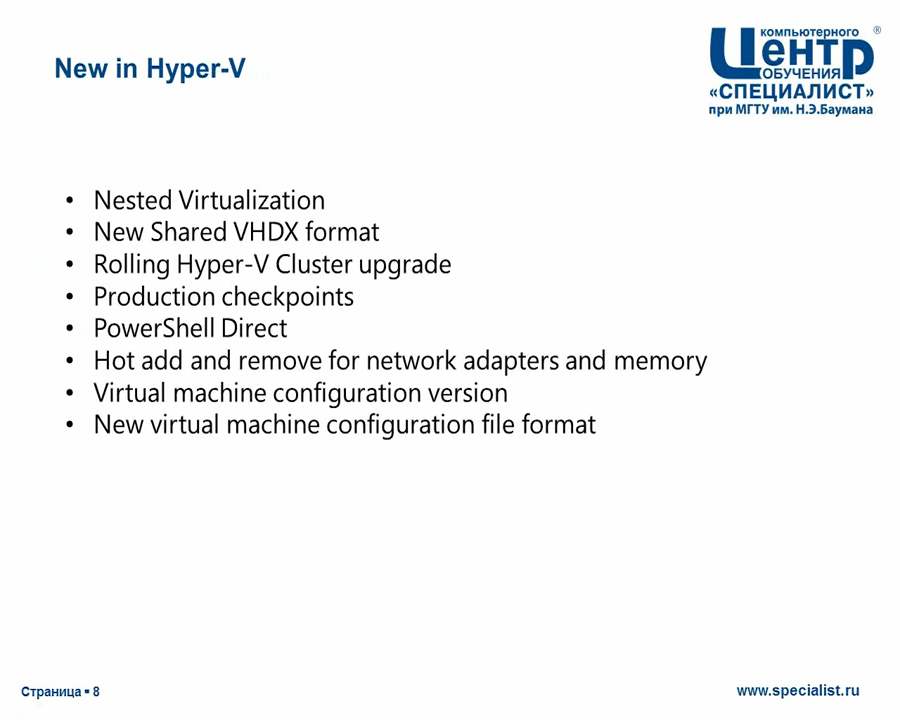 New in Hyper-V
компьютерного
Центр
ОБУЧЕНИЯ
«СПЕЦИАЛИСТ»
при МГТУ им. Н.Э.Баумана
®
• Nested Virtualization
• New Shared VHDX format
• Rolling Hyper-V Cluster upgrade
• Production checkpoints
• PowerShell Direct
• Hot add and remove for network adapters and memory
• Virtual machine configuration version
• New virtual machine configuration file format
Страница ▪ 8
www.specialist.ru